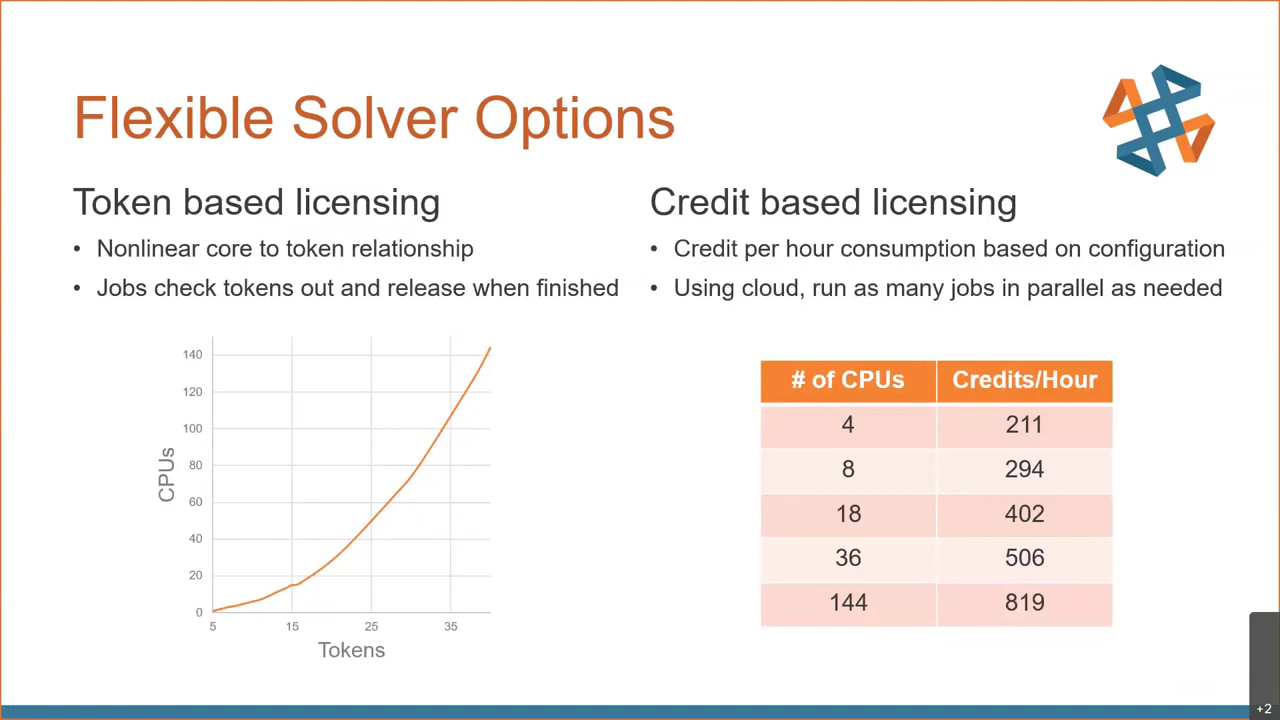 Flexible Solver Options
Token based licensing
• Nonlinear core to token relationship
• Jobs check tokens out and release when finished
Credit based licensing
• Credit per hour consumption based on configuration
• Using cloud, run as many jobs in parallel as needed
140
120
100
80
60
40
20
0
CPUs
5 15 25 35
Tokens
# of CPUs Credits/Hour
4 211
8 294
18 402
36 506
144 819
+2